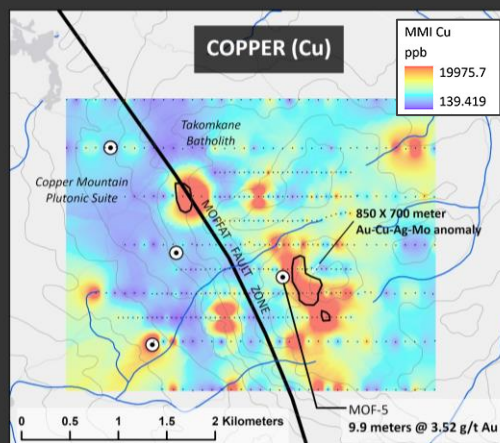 COPPER (Cu)
MMI Cu
ppb
19975.7
139.419
Takomkane
Batholith
Copper Mountain
Plutonic Suite
MOFFAT FAULT ZONE
850 X 700 meter
Au-Cu-Ag-Mo anomaly
MOF-5
9.9 meters @ 3.52 g/t Au
0 0.5 1 1.5 2 Kilometers